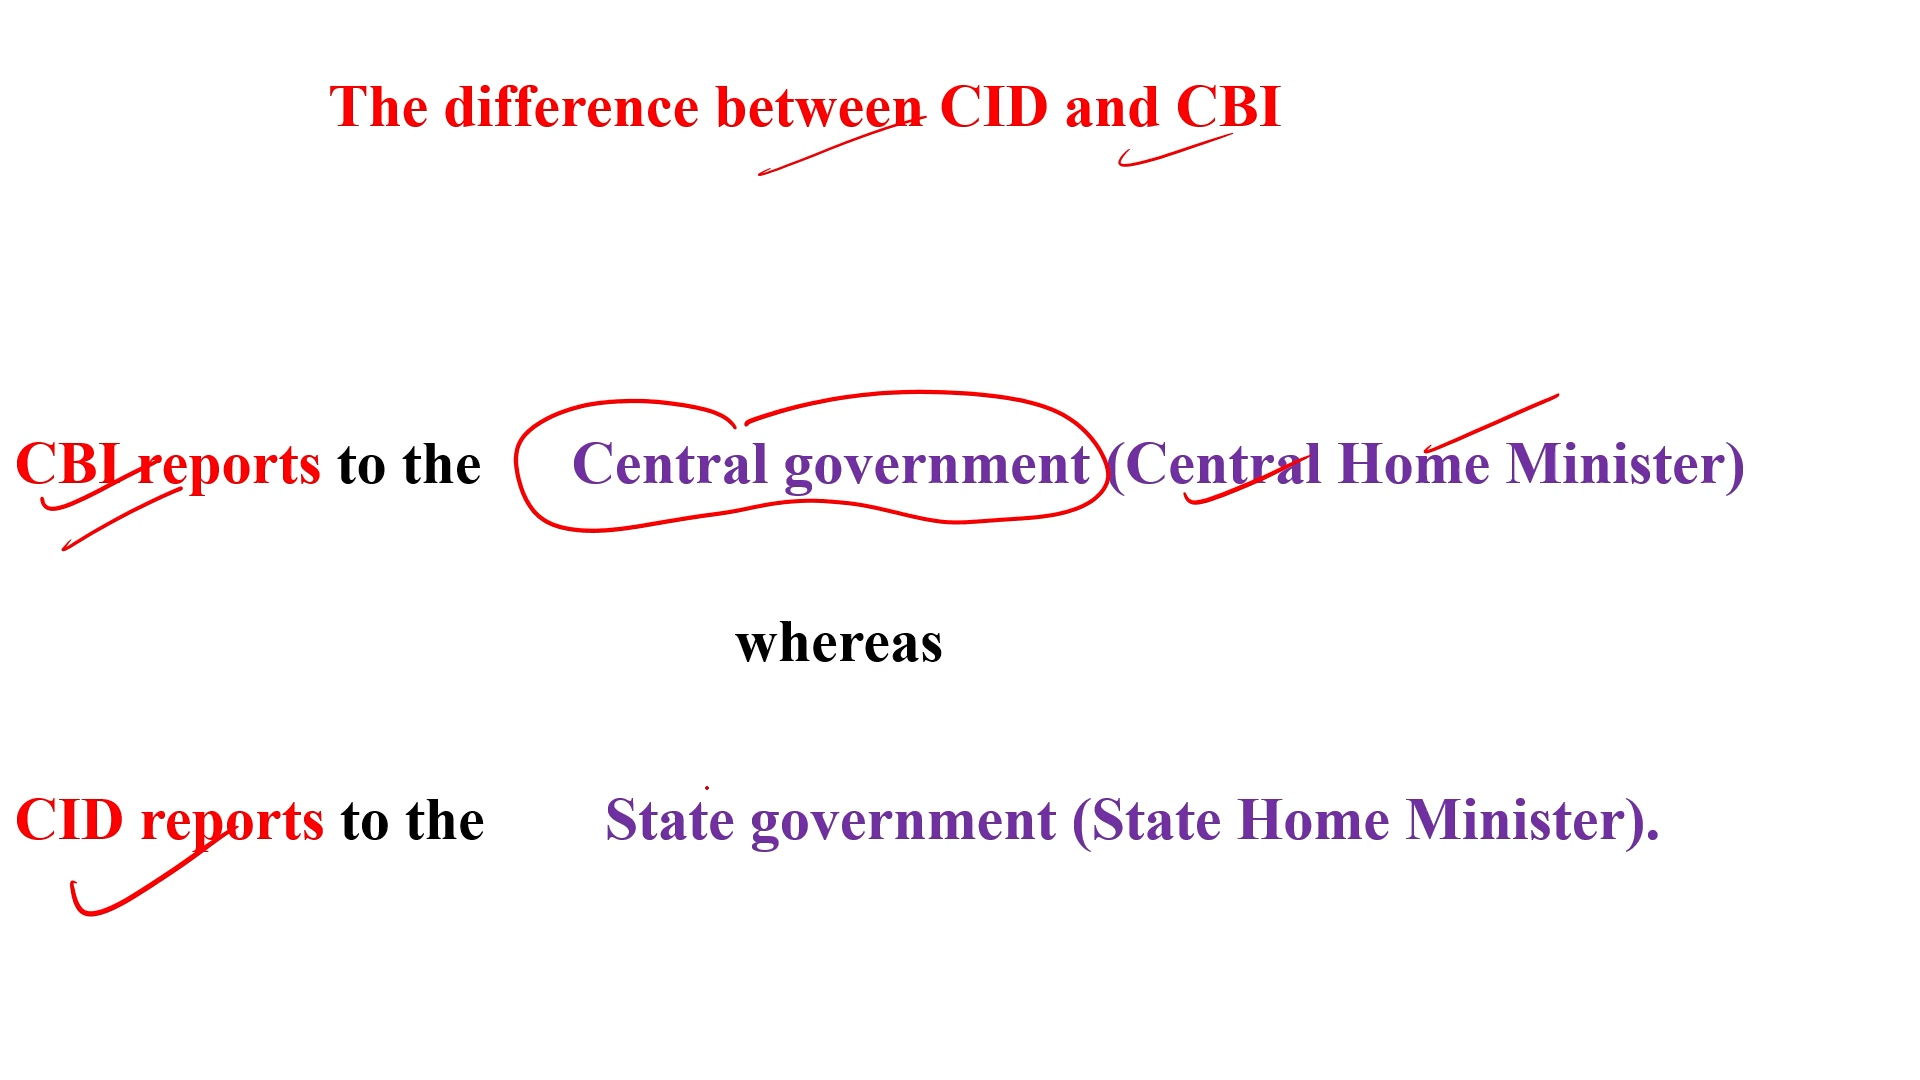 The difference between CID and CBI
CBI reports to the Central government (Central Home Minister)
whereas
CID reports to the State government (State Home Minister).